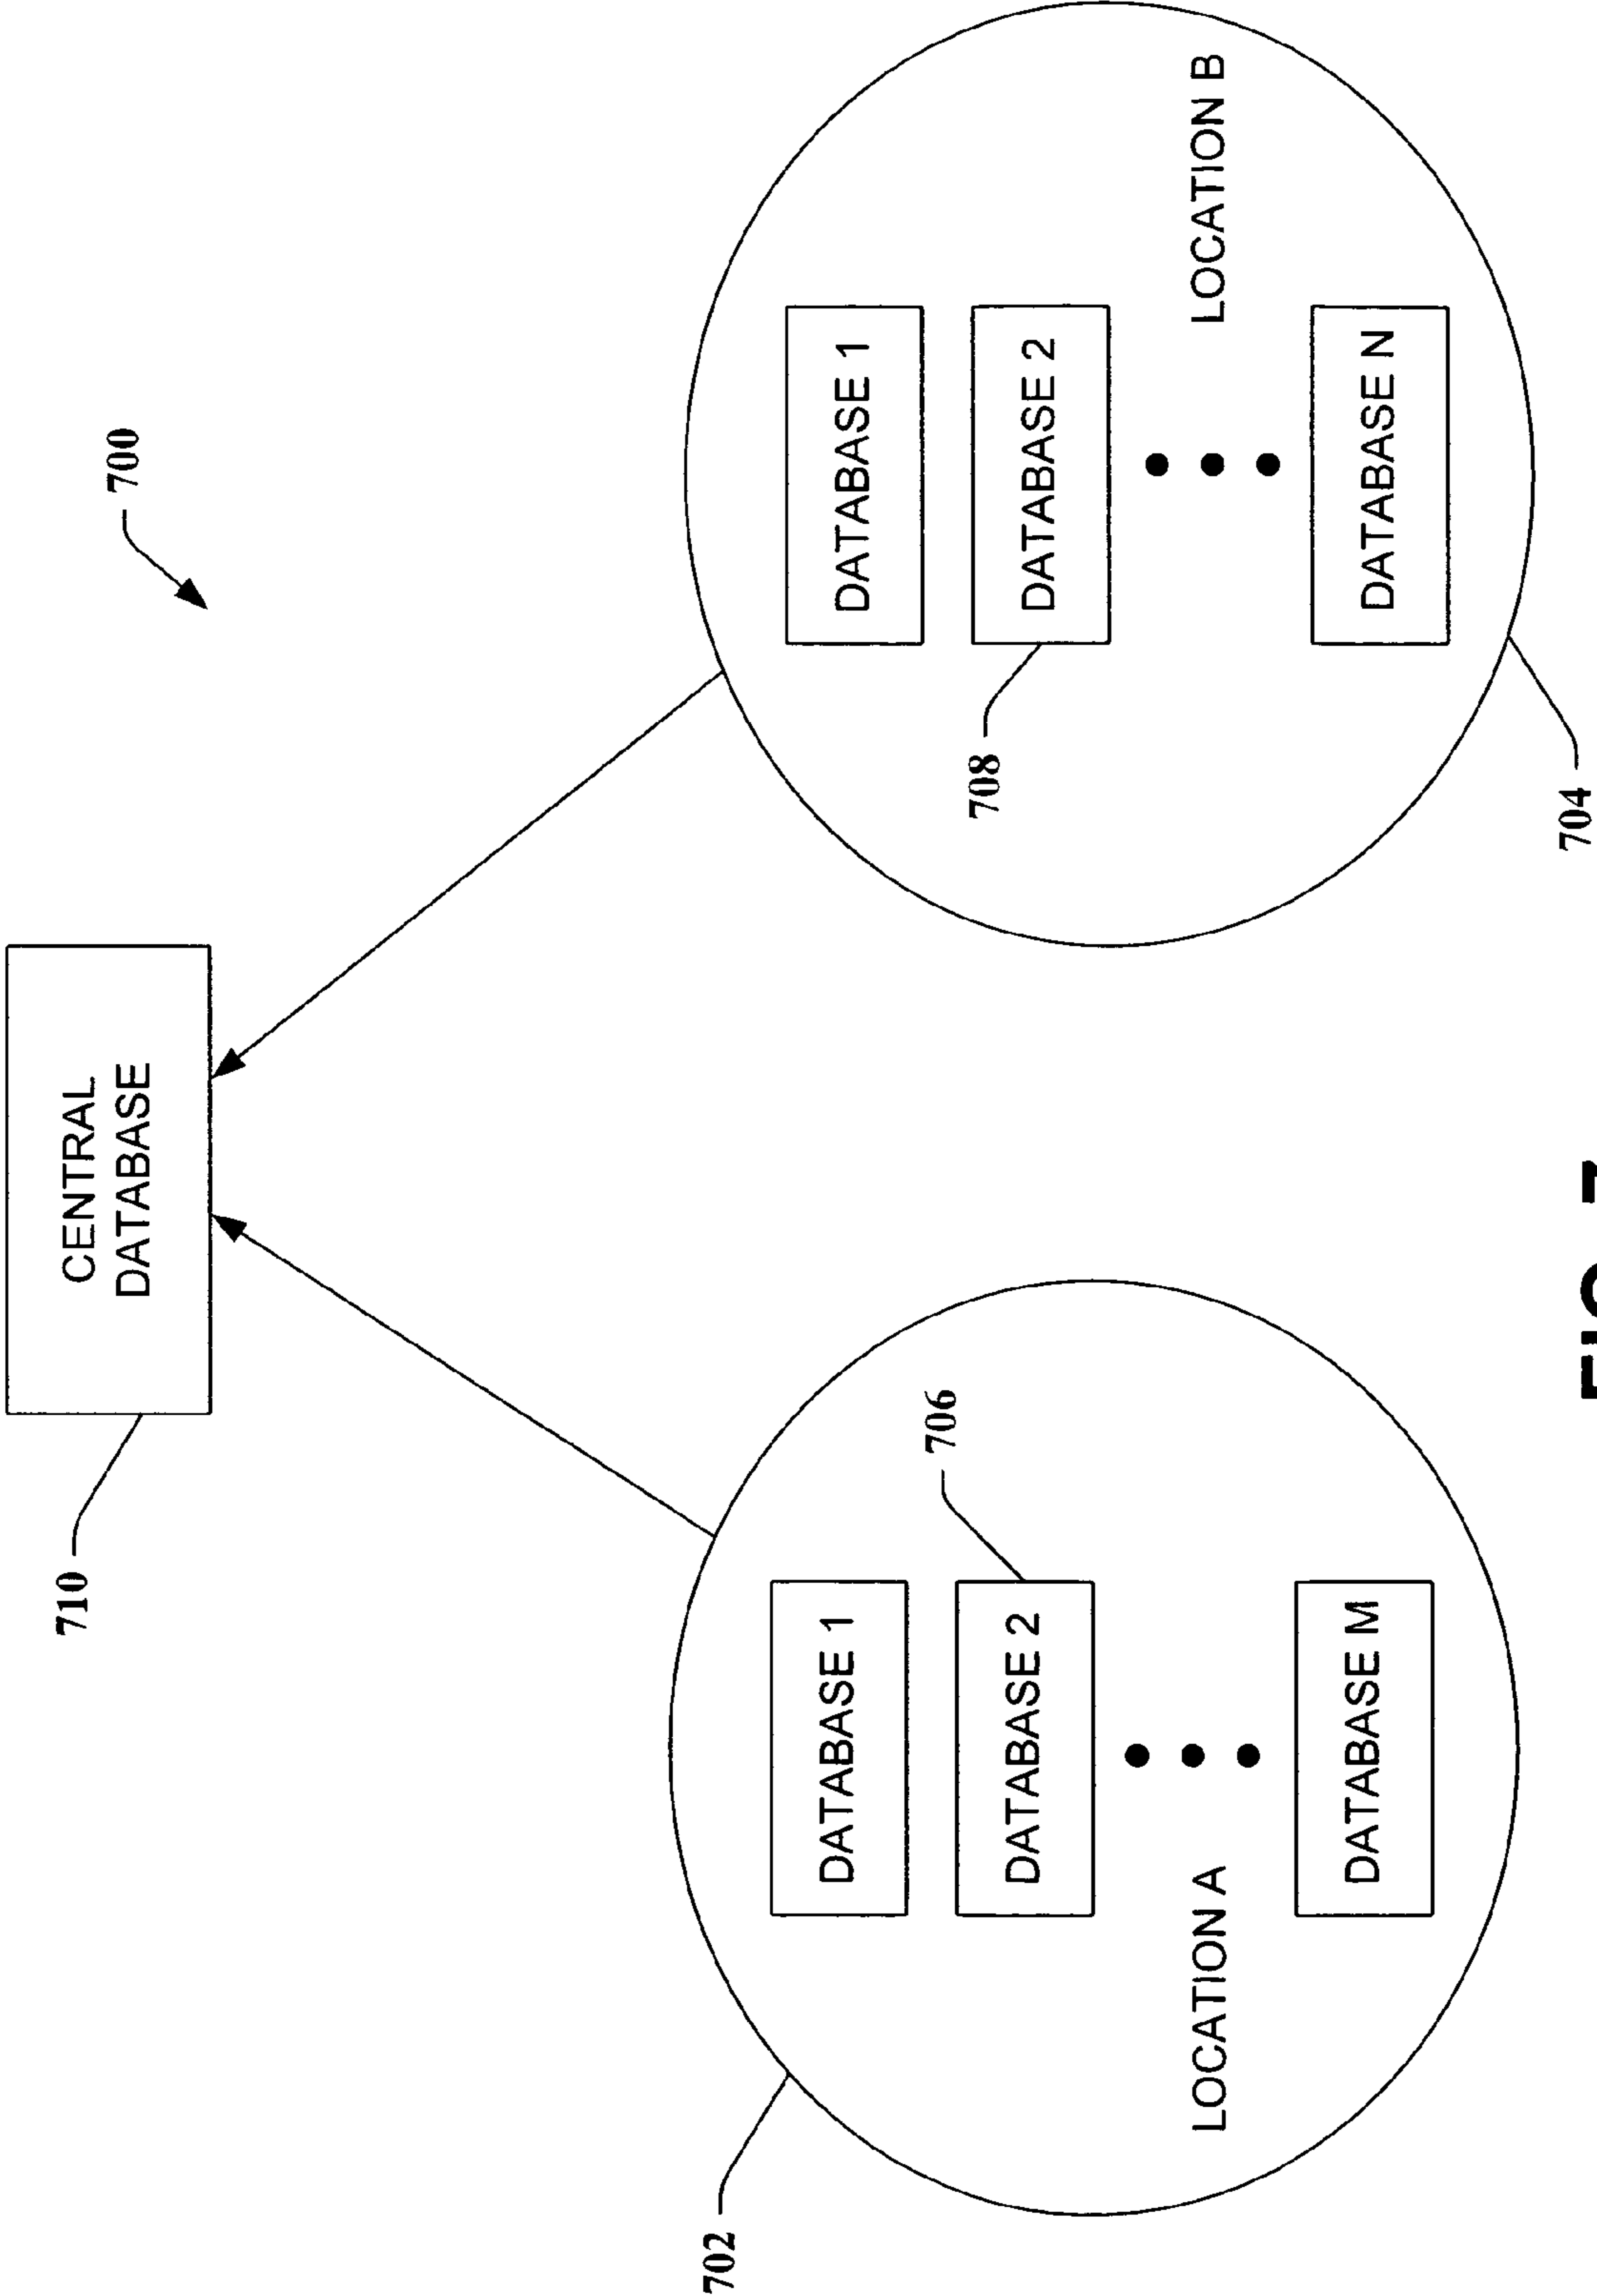 700
CENTRAL
DATABASE
710
702
DATABASE 1
DATABASE 2
706
LOCATION A
DATABASE M
DATABASE 1
DATABASE 2
708
LOCATION B
DATABASE N
704